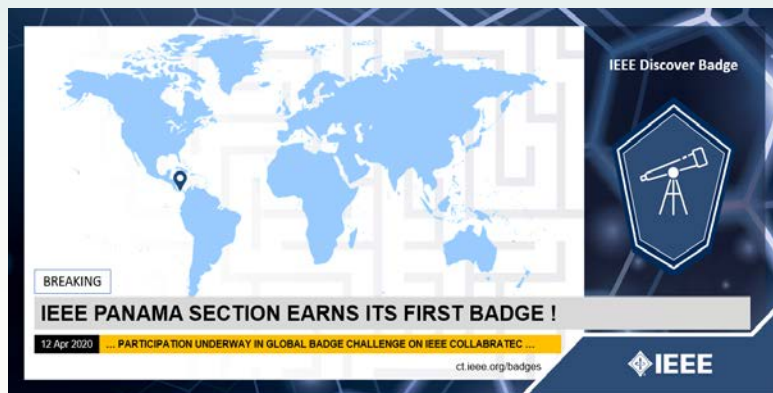 IEEE Discover Badge
BREAKING
IEEE PANAMA SECTION EARNS ITS FIRST BADGE !
12 Apr 2020 ... PARTICIPATION UNDERWAY IN GLOBAL BADGE CHALLENGE ON IEEE COLLABRATEC ...
ct.ieee.org/badges
IEEE